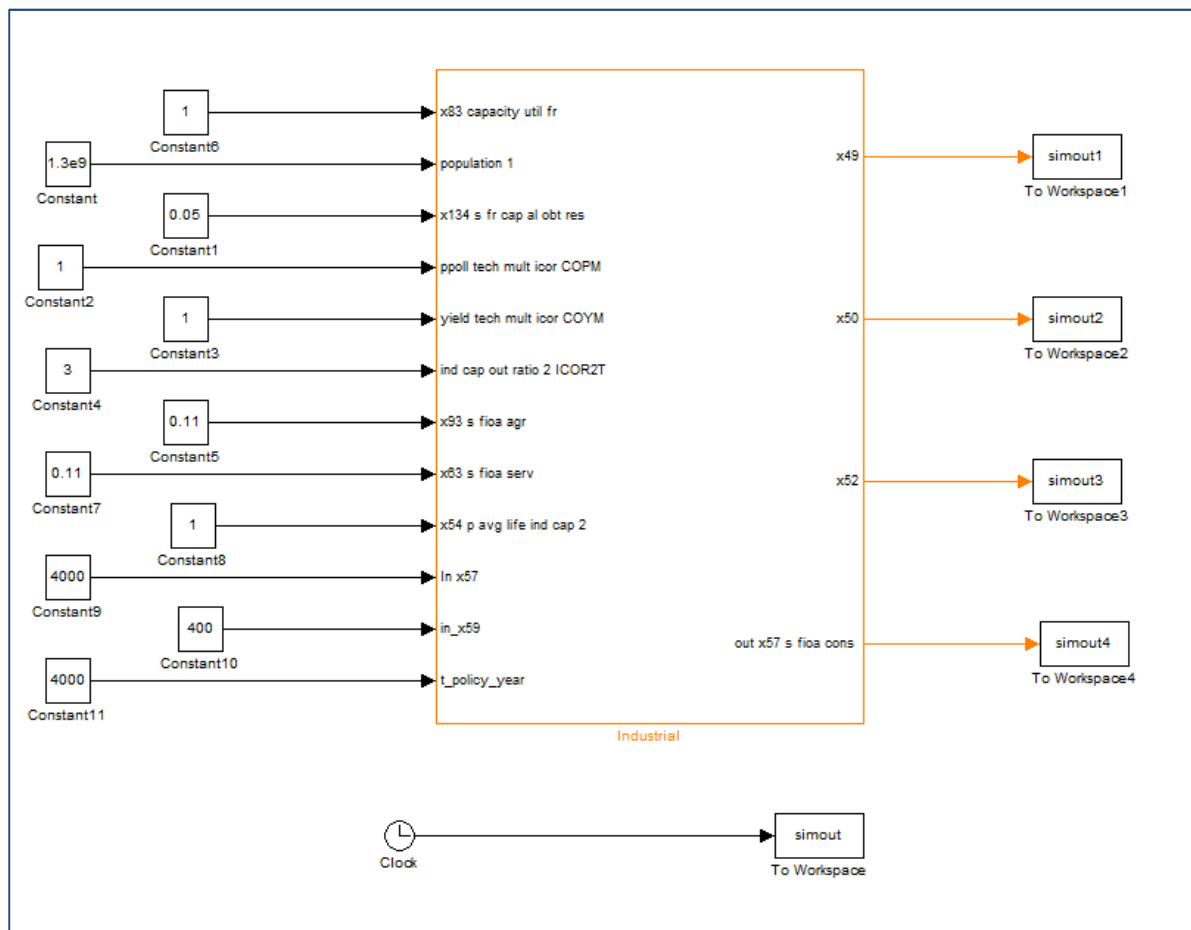 1
x83 capacity util fr
Constant6
1.3e9
population 1
x49
simout1
Constant
To Workspace1
0.05
x134 s fr cap al obt res
Constant1
1
ppoll tech mult icor COPM
Constant2
1
yield tech mult icor COYM
x50
simout2
Constant3
To Workspace2
3
ind cap out ratio 2 ICOR2T
Constant4
0.11
x93 s fioa agr
Constant5
0.11
x63 s fioa serv
x52
simout3
Constant7
To Workspace3
1
x54 p avg life ind cap 2
Constant8
4000
In x57
Constant9
400
in_x59
out x57 s fioa cons
simout4
Constant10
To Workspace4
4000
t_policy_year
Constant11
Industrial
simout
Clock
To Workspace